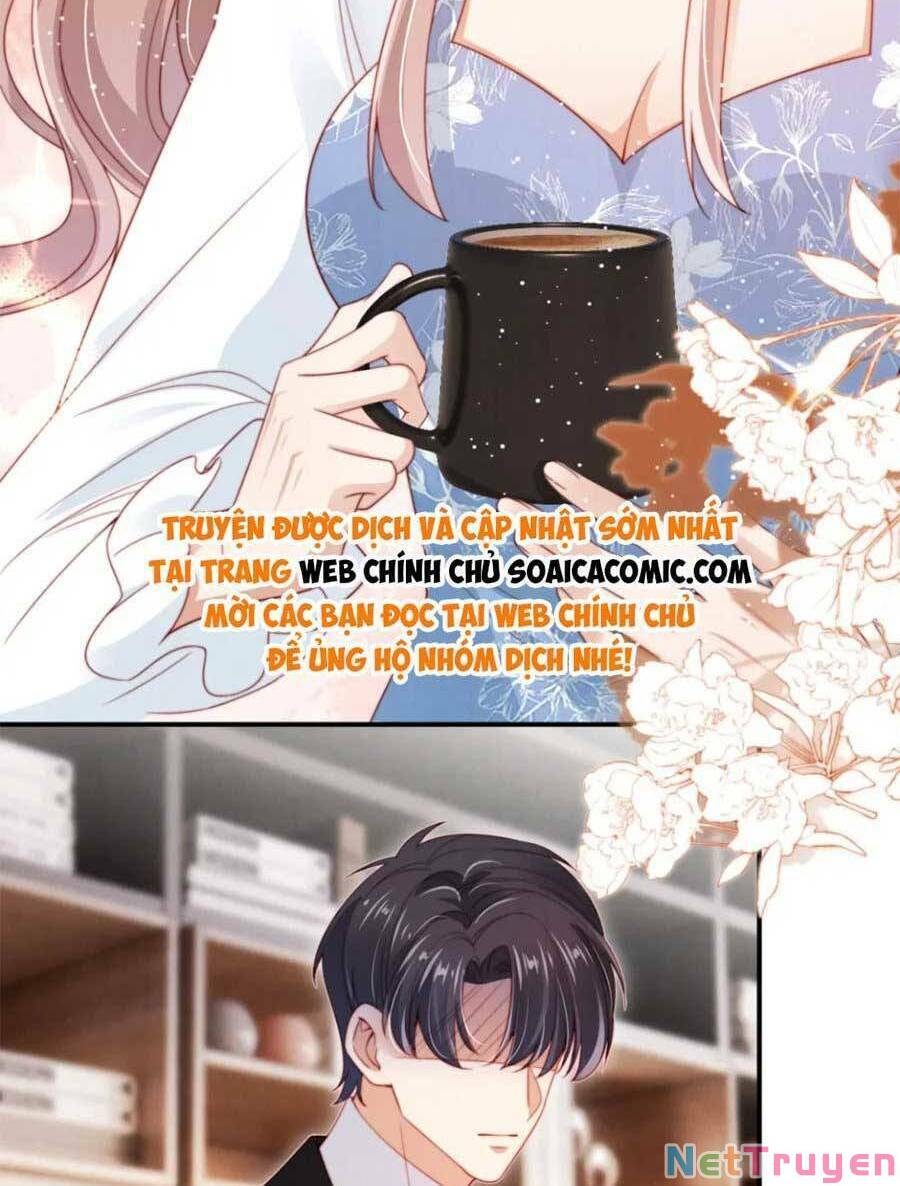 TRUYỆN ĐƯỢC DỊCH VÀ CẬP NHẬT SỚM NHẤT
TẠI TRANG WEB CHÍNH CHỦ SOAICACOMIC.COM
MỜI CÁC BẠN ĐỌC TẠI WEB CHÍNH CHỦ
ĐỂ ỦNG HỘ NHÓM DỊCH NHÉ!
NetTruyen